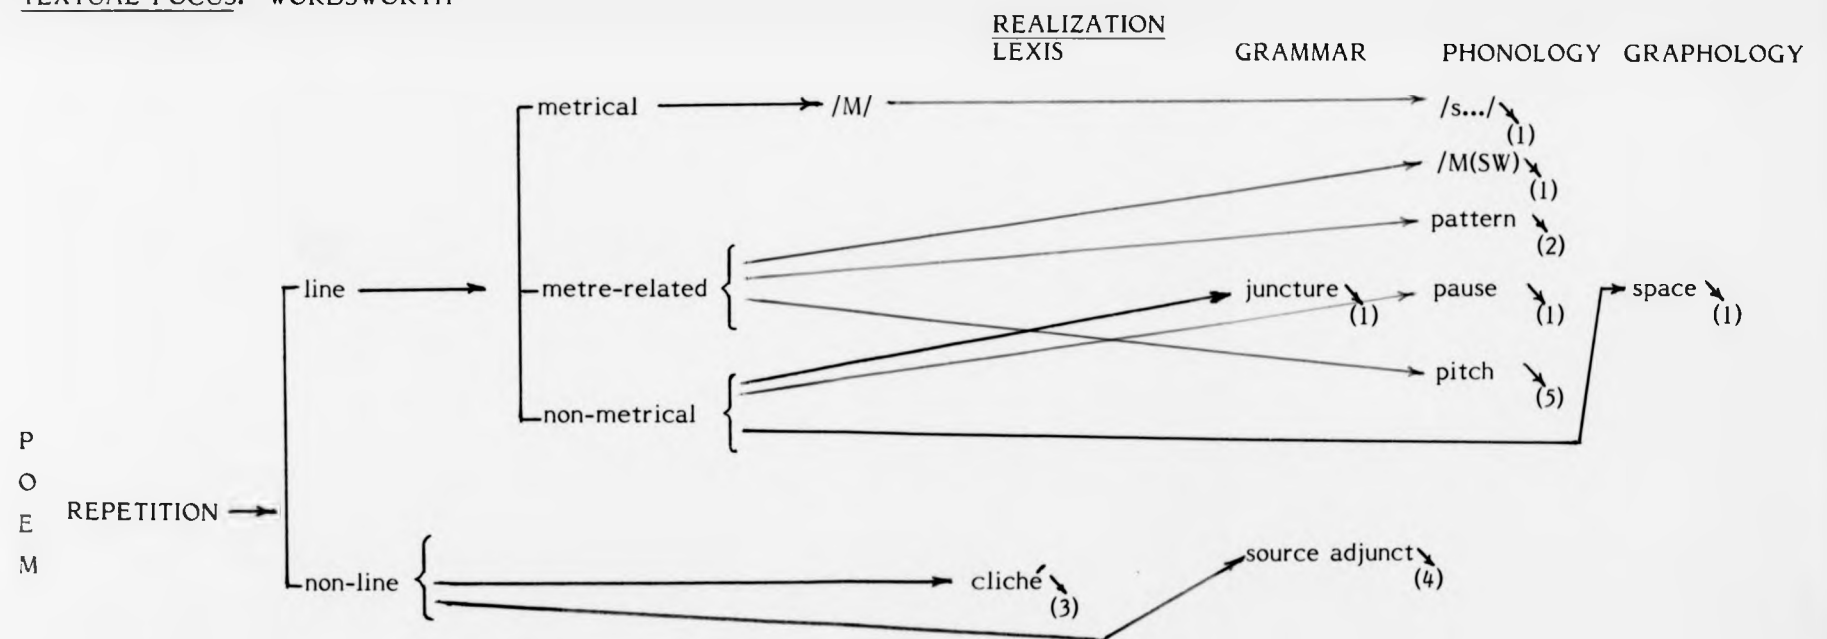 TEXTUAL FOCUS: WORDSWORTH
REALIZATION
LEXIS GRAMMAR PHONOLOGY GRAPHOLOGY
metrical /M/ /s.../
(1)
/M(SW)
(1)
pattern
(2)
line metre-related juncture pause space
(1) (1) (1)
pitch
(5)
non-metrical
POEM
REPETITION
source adjunct
(4)
non-line cliché
(3)